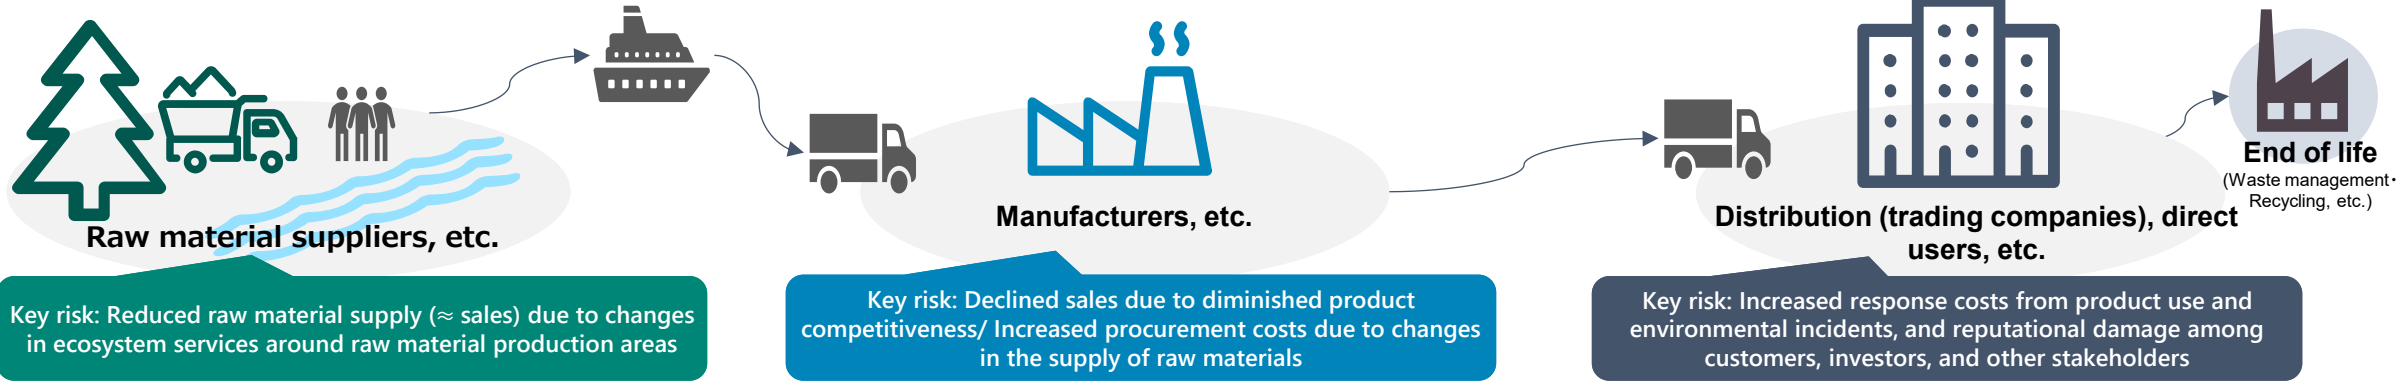 Raw material suppliers, etc.
Key risk: Reduced raw material supply (≈ sales) due to changes
in ecosystem services around raw material production areas
Manufacturers, etc.
Key risk: Declined sales due to diminished product
competitiveness/ Increased procurement costs due to changes
in the supply of raw materials
Distribution (trading companies), direct
users, etc.
Key risk: Increased response costs from product use and
environmental incidents, and reputational damage among
customers, investors, and other stakeholders
End of life
(Waste management・
Recycling, etc.)